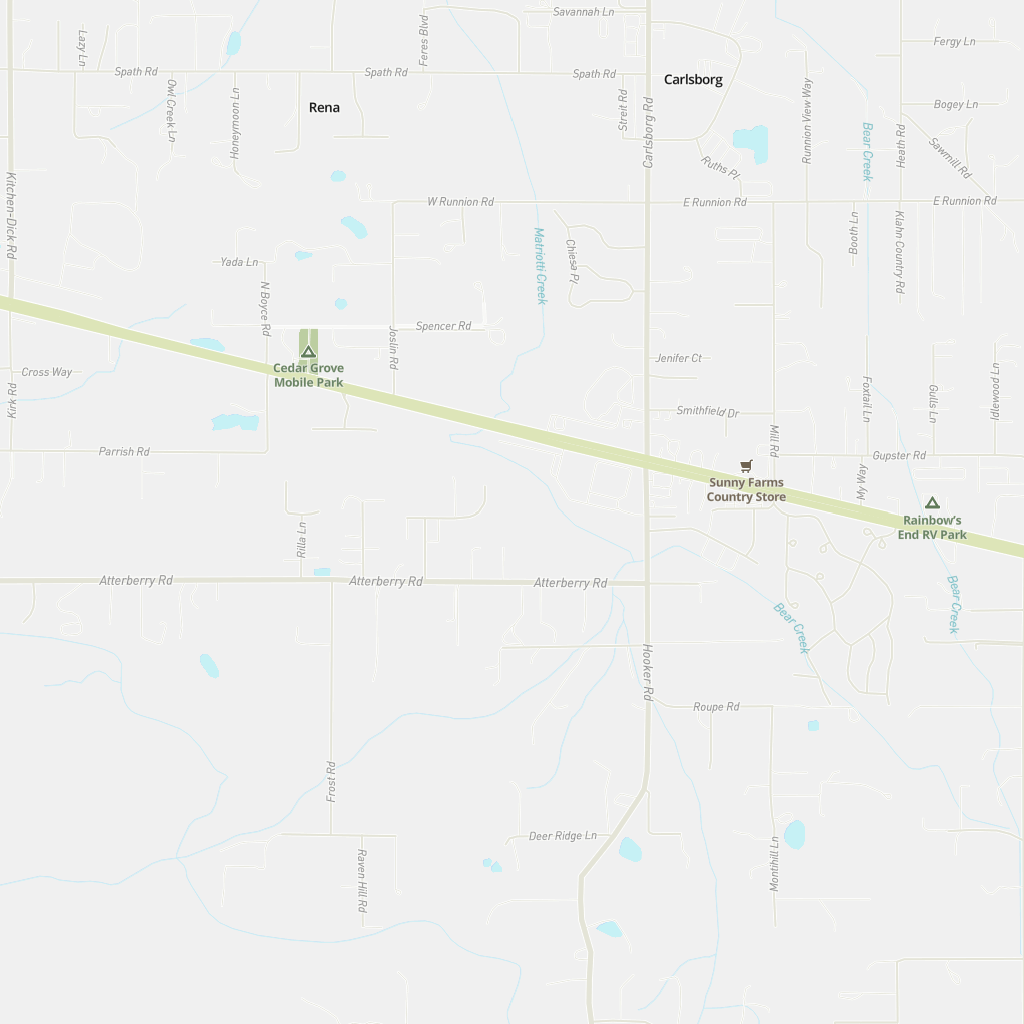 Savannah Ln
Lazy Ln
Feres Blvd
Fergy Ln
Spath Rd
Spath Rd
Spath Rd
Carlsborg
Rena
Owl Creek Ln
Honeymoon Ln
Streit Rd
Carlsborg Rd
Runnion View Way
Bogey Ln
Bear Creek
Heath Rd
Sawmill Rd
Ruths Pl
Kitchen-Dick Rd
W Runnion Rd
E Runnion Rd
E Runnion Rd
Booth Ln
Klahn Country Rd
Matriotti Creek
Chiesa Pl
Yada Ln
N Boyce Rd
Spencer Rd
Joslin Rd
Jenifer Ct
Cross Way
Cedar Grove
Mobile Park
Kirk Rd
Foxtail Ln
Gulls Ln
Idlewood Ln
Smithfield Dr
Mill Rd
Parrish Rd
Gupster Rd
Ivy Way
Sunny Farms
Country Store
Rainbow's
End RV Park
Rilla Ln
Atterberry Rd
Atterberry Rd
Atterberry Rd
Bear Creek
Bear Creek
Hooker Rd
Roupe Rd
Frost Rd
Deer Ridge Ln
Raven Hill Rd
Montihill Ln